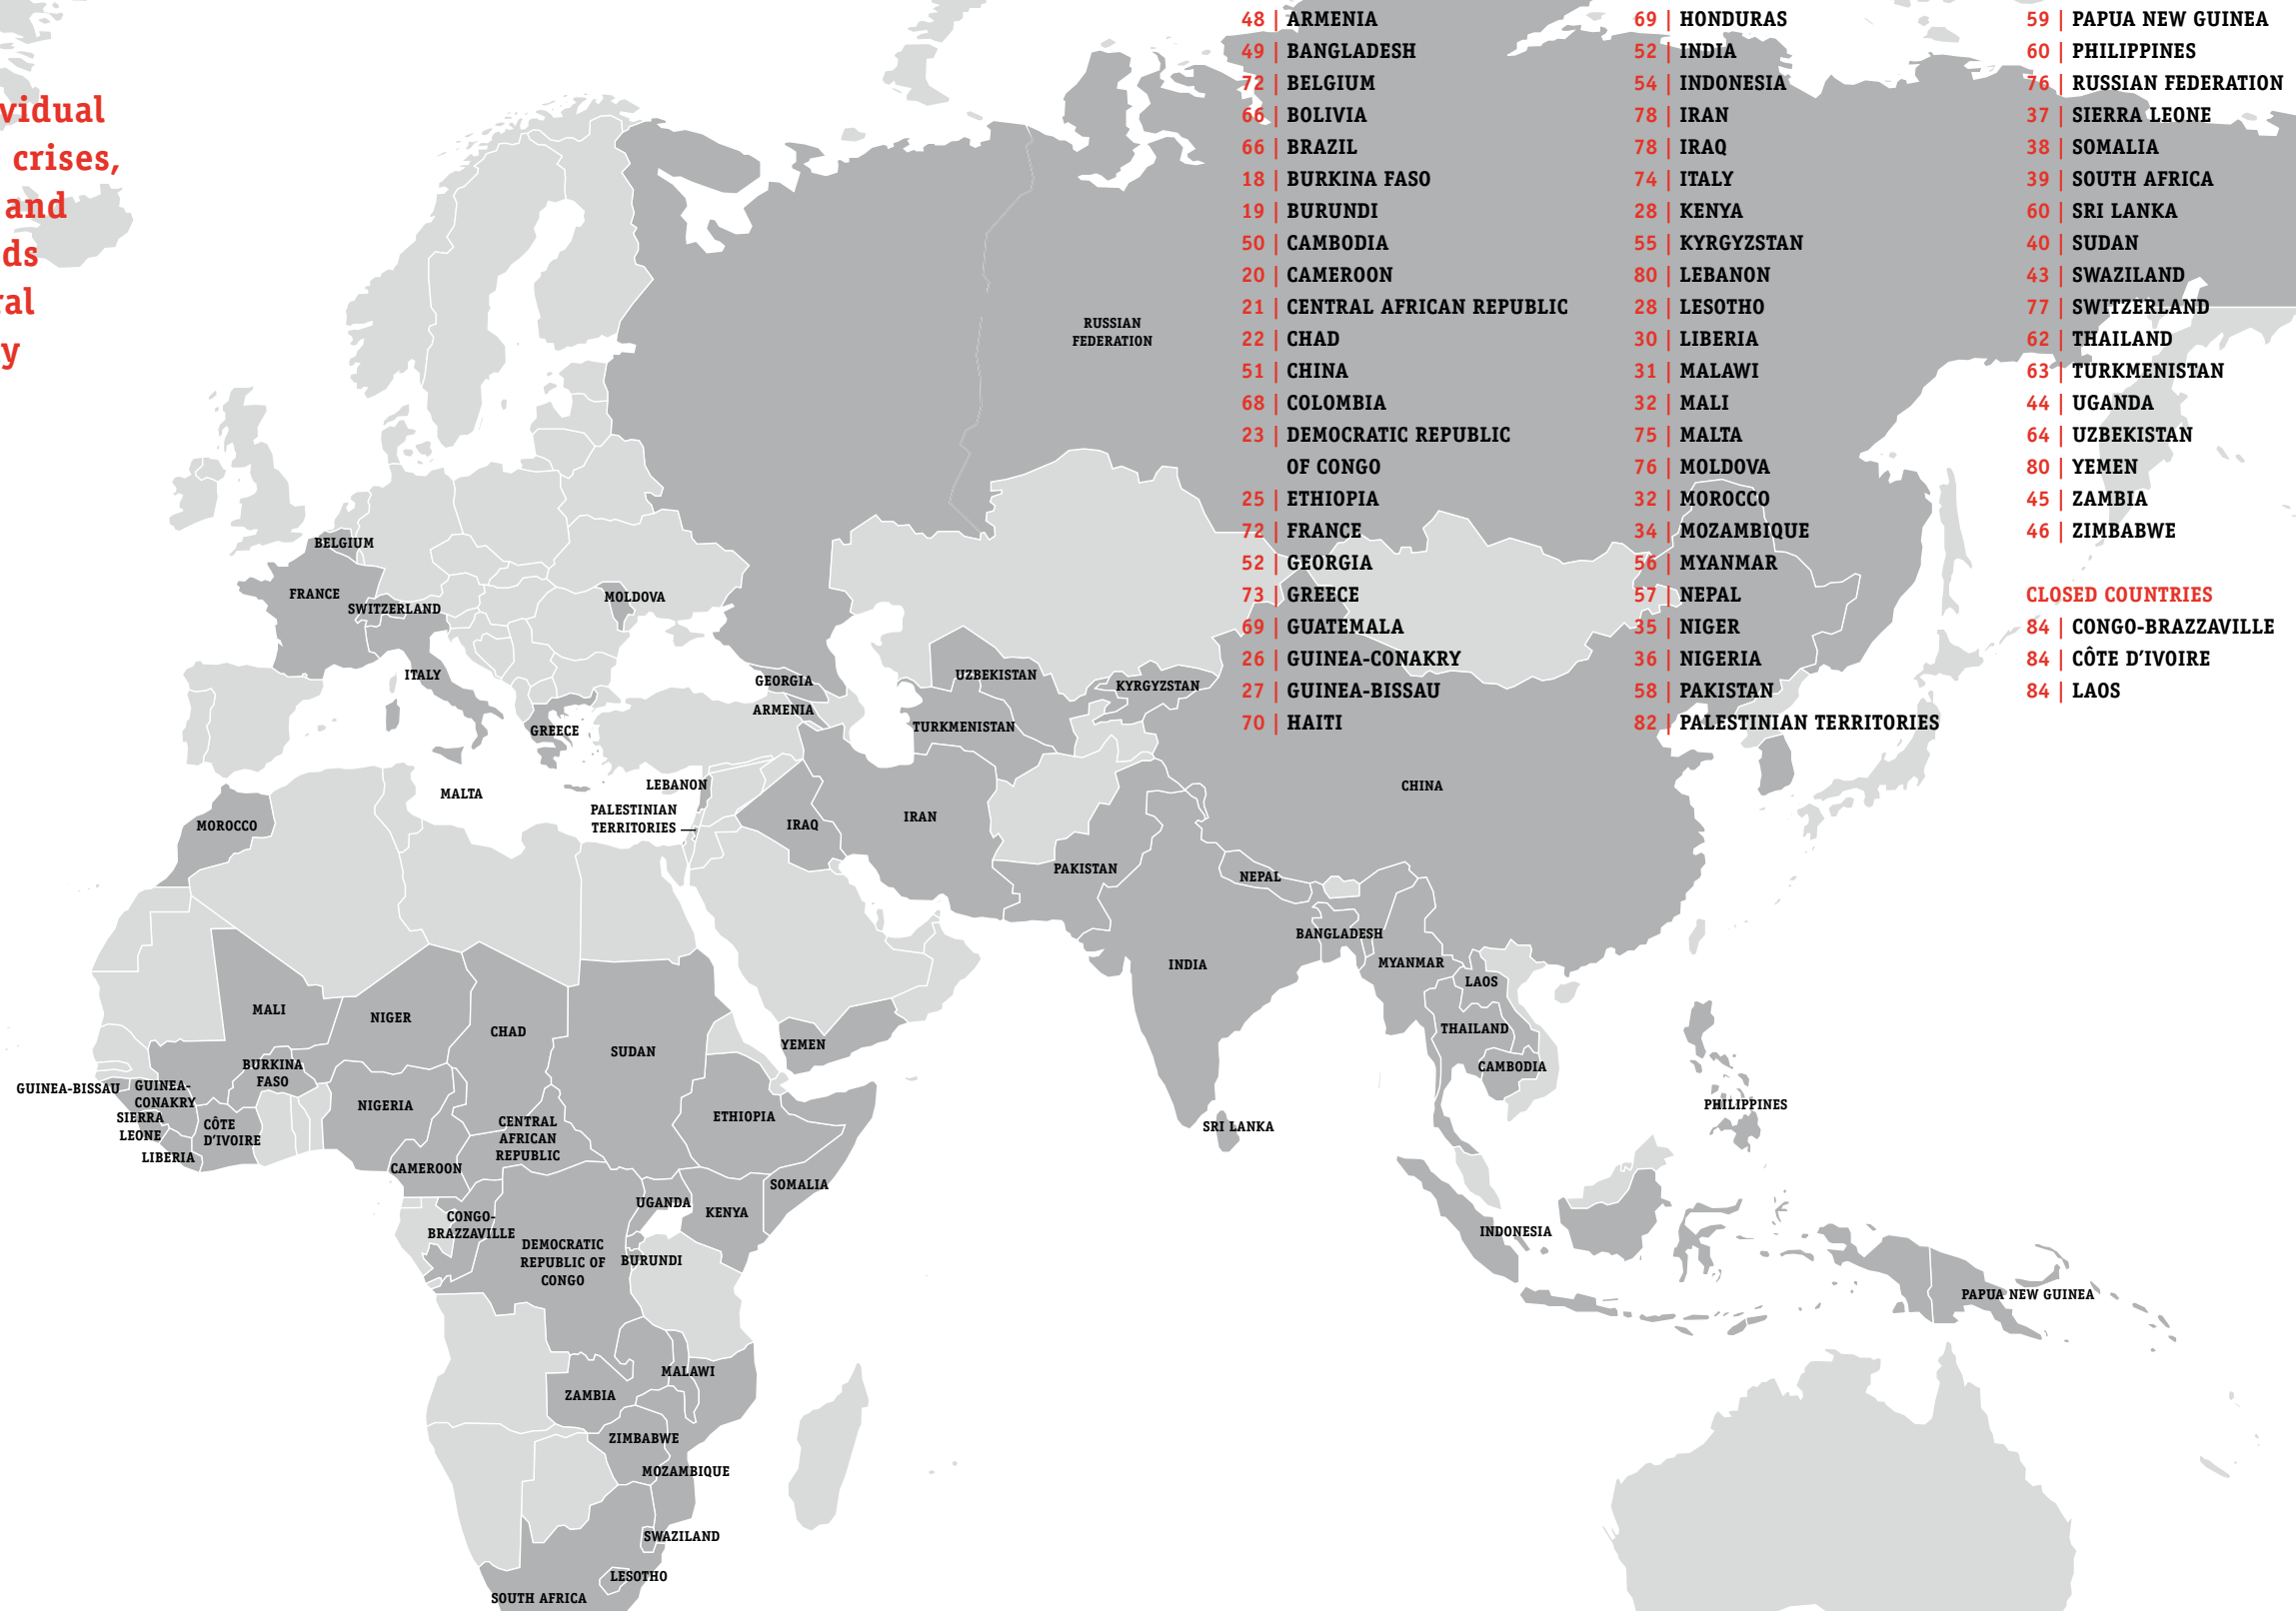 vidual
crises,
and
ds
ral
y
48 | ARMENIA
49 | BANGLADESH
72 | BELGIUM
66 | BOLIVIA
66 | BRAZIL
18 | BURKINA FASO
19 | BURUNDI
50 | CAMBODIA
20 | CAMEROON
21 | CENTRAL AFRICAN REPUBLIC
22 | CHAD
51 | CHINA
68 | COLOMBIA
23 | DEMOCRATIC REPUBLIC
OF CONGO
25 | ETHIOPIA
72 | FRANCE
52 | GEORGIA
73 | GREECE
69 | GUATEMALA
26 | GUINEA-CONAKRY
27 | GUINEA-BISSAU
70 | HAITI
69 | HONDURAS
52 | INDIA
54 | INDONESIA
78 | IRAN
78 | IRAQ
74 | ITALY
28 | KENYA
55 | KYRGYZSTAN
80 | LEBANON
28 | LESOTHO
30 | LIBERIA
31 | MALAWI
32 | MALI
75 | MALTA
76 | MOLDOVA
32 | MOROCCO
34 | MOZAMBIQUE
56 | MYANMAR
57 | NEPAL
35 | NIGER
36 | NIGERIA
58 | PAKISTAN
82 | PALESTINIAN TERRITORIES
59 | PAPUA NEW GUINEA
60 | PHILIPPINES
76 | RUSSIAN FEDERATION
37 | SIERRA LEONE
38 | SOMALIA
39 | SOUTH AFRICA
60 | SRI LANKA
40 | SUDAN
43 | SWAZILAND
77 | SWITZERLAND
62 | THAILAND
63 | TURKMENISTAN
44 | UGANDA
64 | UZBEKISTAN
80 | YEMEN
45 | ZAMBIA
46 | ZIMBABWE
CLOSED COUNTRIES
84 | CONGO-BRAZZAVILLE
84 | CÔTE D'IVOIRE
84 | LAOS
RUSSIAN
FEDERATION
BELGIUM
FRANCE
SWITZERLAND
MOLDOVA
ITALY
GEORGIA
ARMENIA
GREECE
UZBEKISTAN
KYRGYZSTAN
TURKMENISTAN
MALTA
LEBANON
PALESTINIAN
TERRITORIES
MOROCCO
IRAQ
IRAN
CHINA
PAKISTAN
NEPAL
BANGLADESH
INDIA
MYANMAR
LAOS
THAILAND
CAMBODIA
PHILIPPINES
SRI LANKA
INDONESIA
PAPUA NEW GUINEA
MALI
NIGER
CHAD
SUDAN
YEMEN
BURKINA
FASO
GUINEA-BISSAU
GUINEA-
CONAKRY
SIERRA
LEONE
CÔTE
D'IVOIRE
LIBERIA
NIGERIA
CENTRAL
AFRICAN
REPUBLIC
ETHIOPIA
CAMEROON
SOMALIA
UGANDA
KENYA
CONGO-
BRAZZAVILLE
DEMOCRATIC
REPUBLIC OF
CONGO
BURUNDI
MALAWI
ZAMBIA
ZIMBABWE
MOZAMBIQUE
SWAZILAND
LESOTHO
SOUTH AFRICA